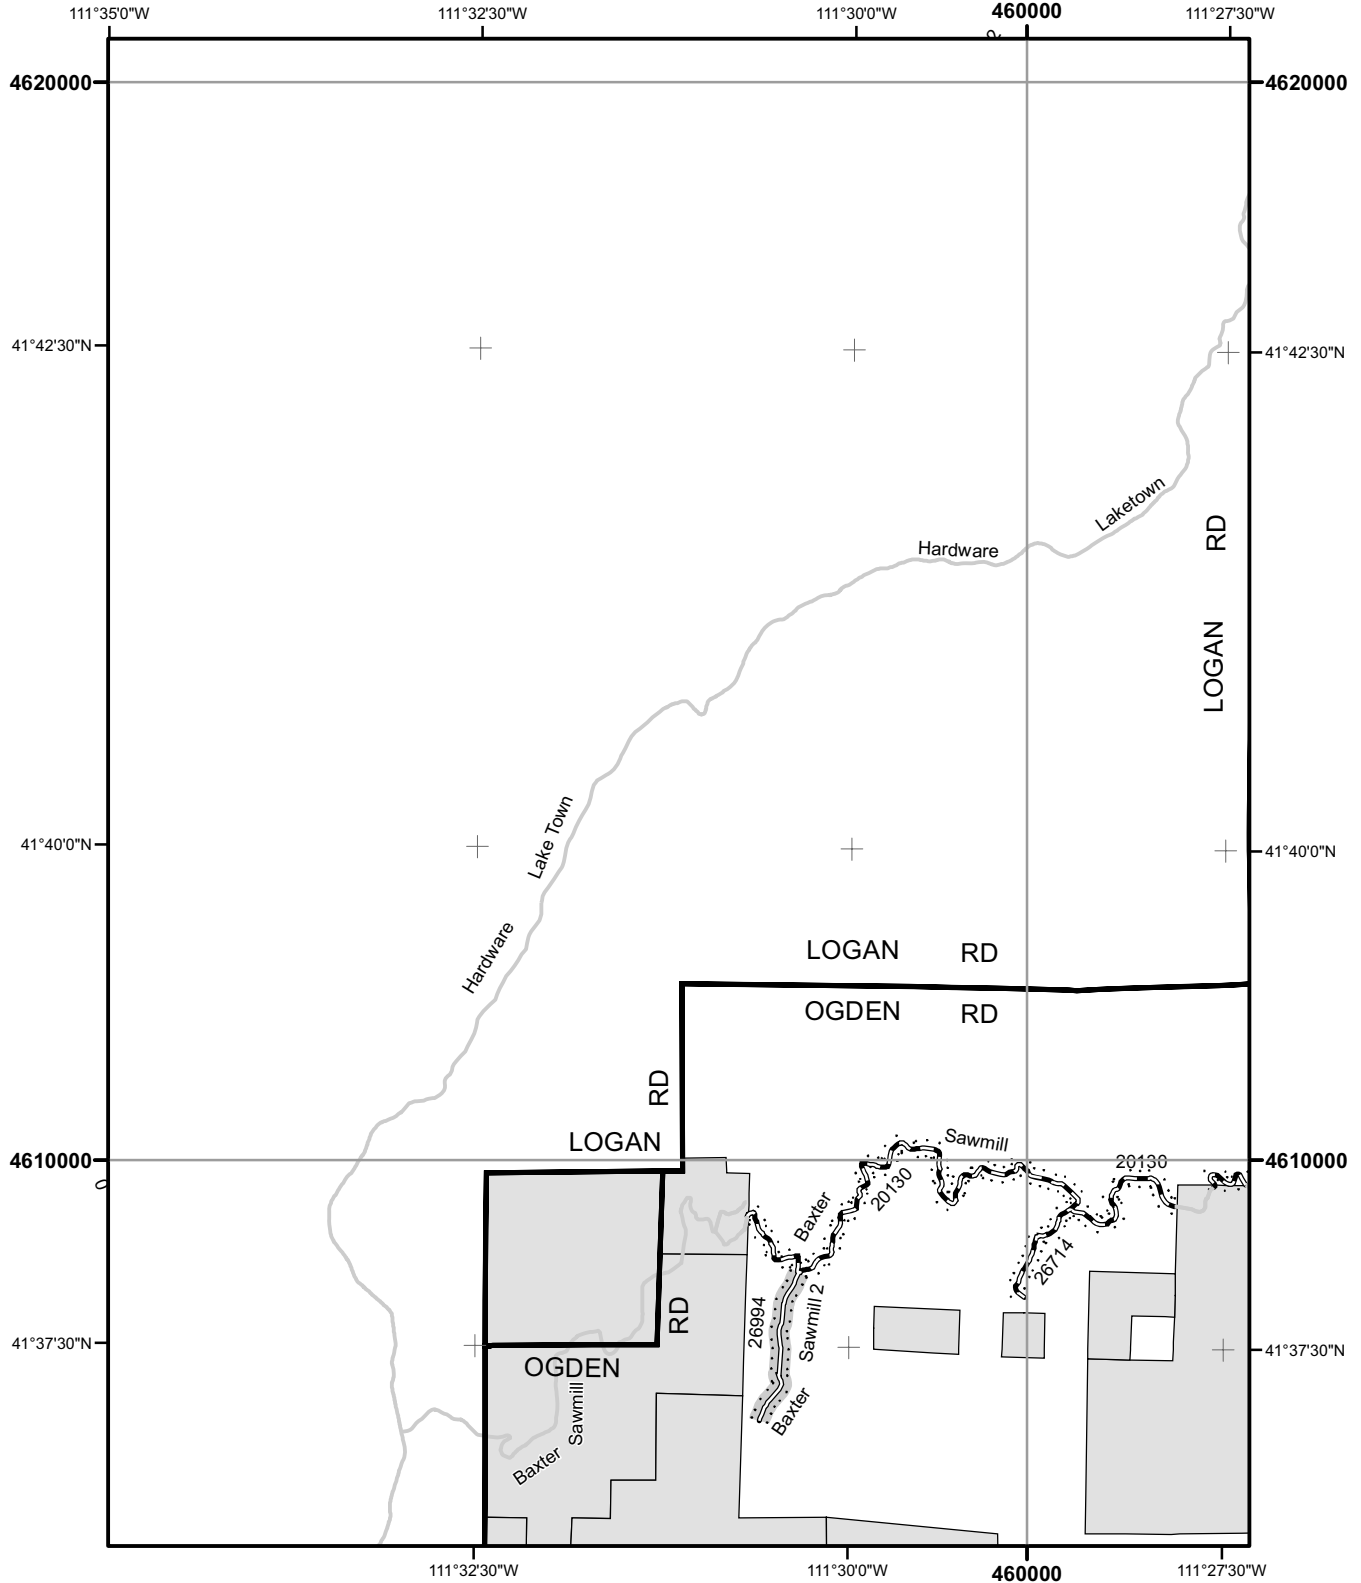 111°35'0"W
111°32'30"W
111°30'0"W
460000
111°27'30"W
4620000
4620000
41°42'30"N
41°42'30"N
Laketown
Hardware
RD
LOGAN
Lake Town
Hardware
41°40'0"N
41°40'0"N
LOGAN RD
OGDEN RD
RD
LOGAN
Sawmill
4610000
4610000
20130
20130
Baxter
26714
26994
Sawmill 2
RD
41°37'30"N
41°37'30"N
OGDEN
Sawmill
Baxter
Baxter
111°32'30"W
111°30'0"W
460000
111°27'30"W